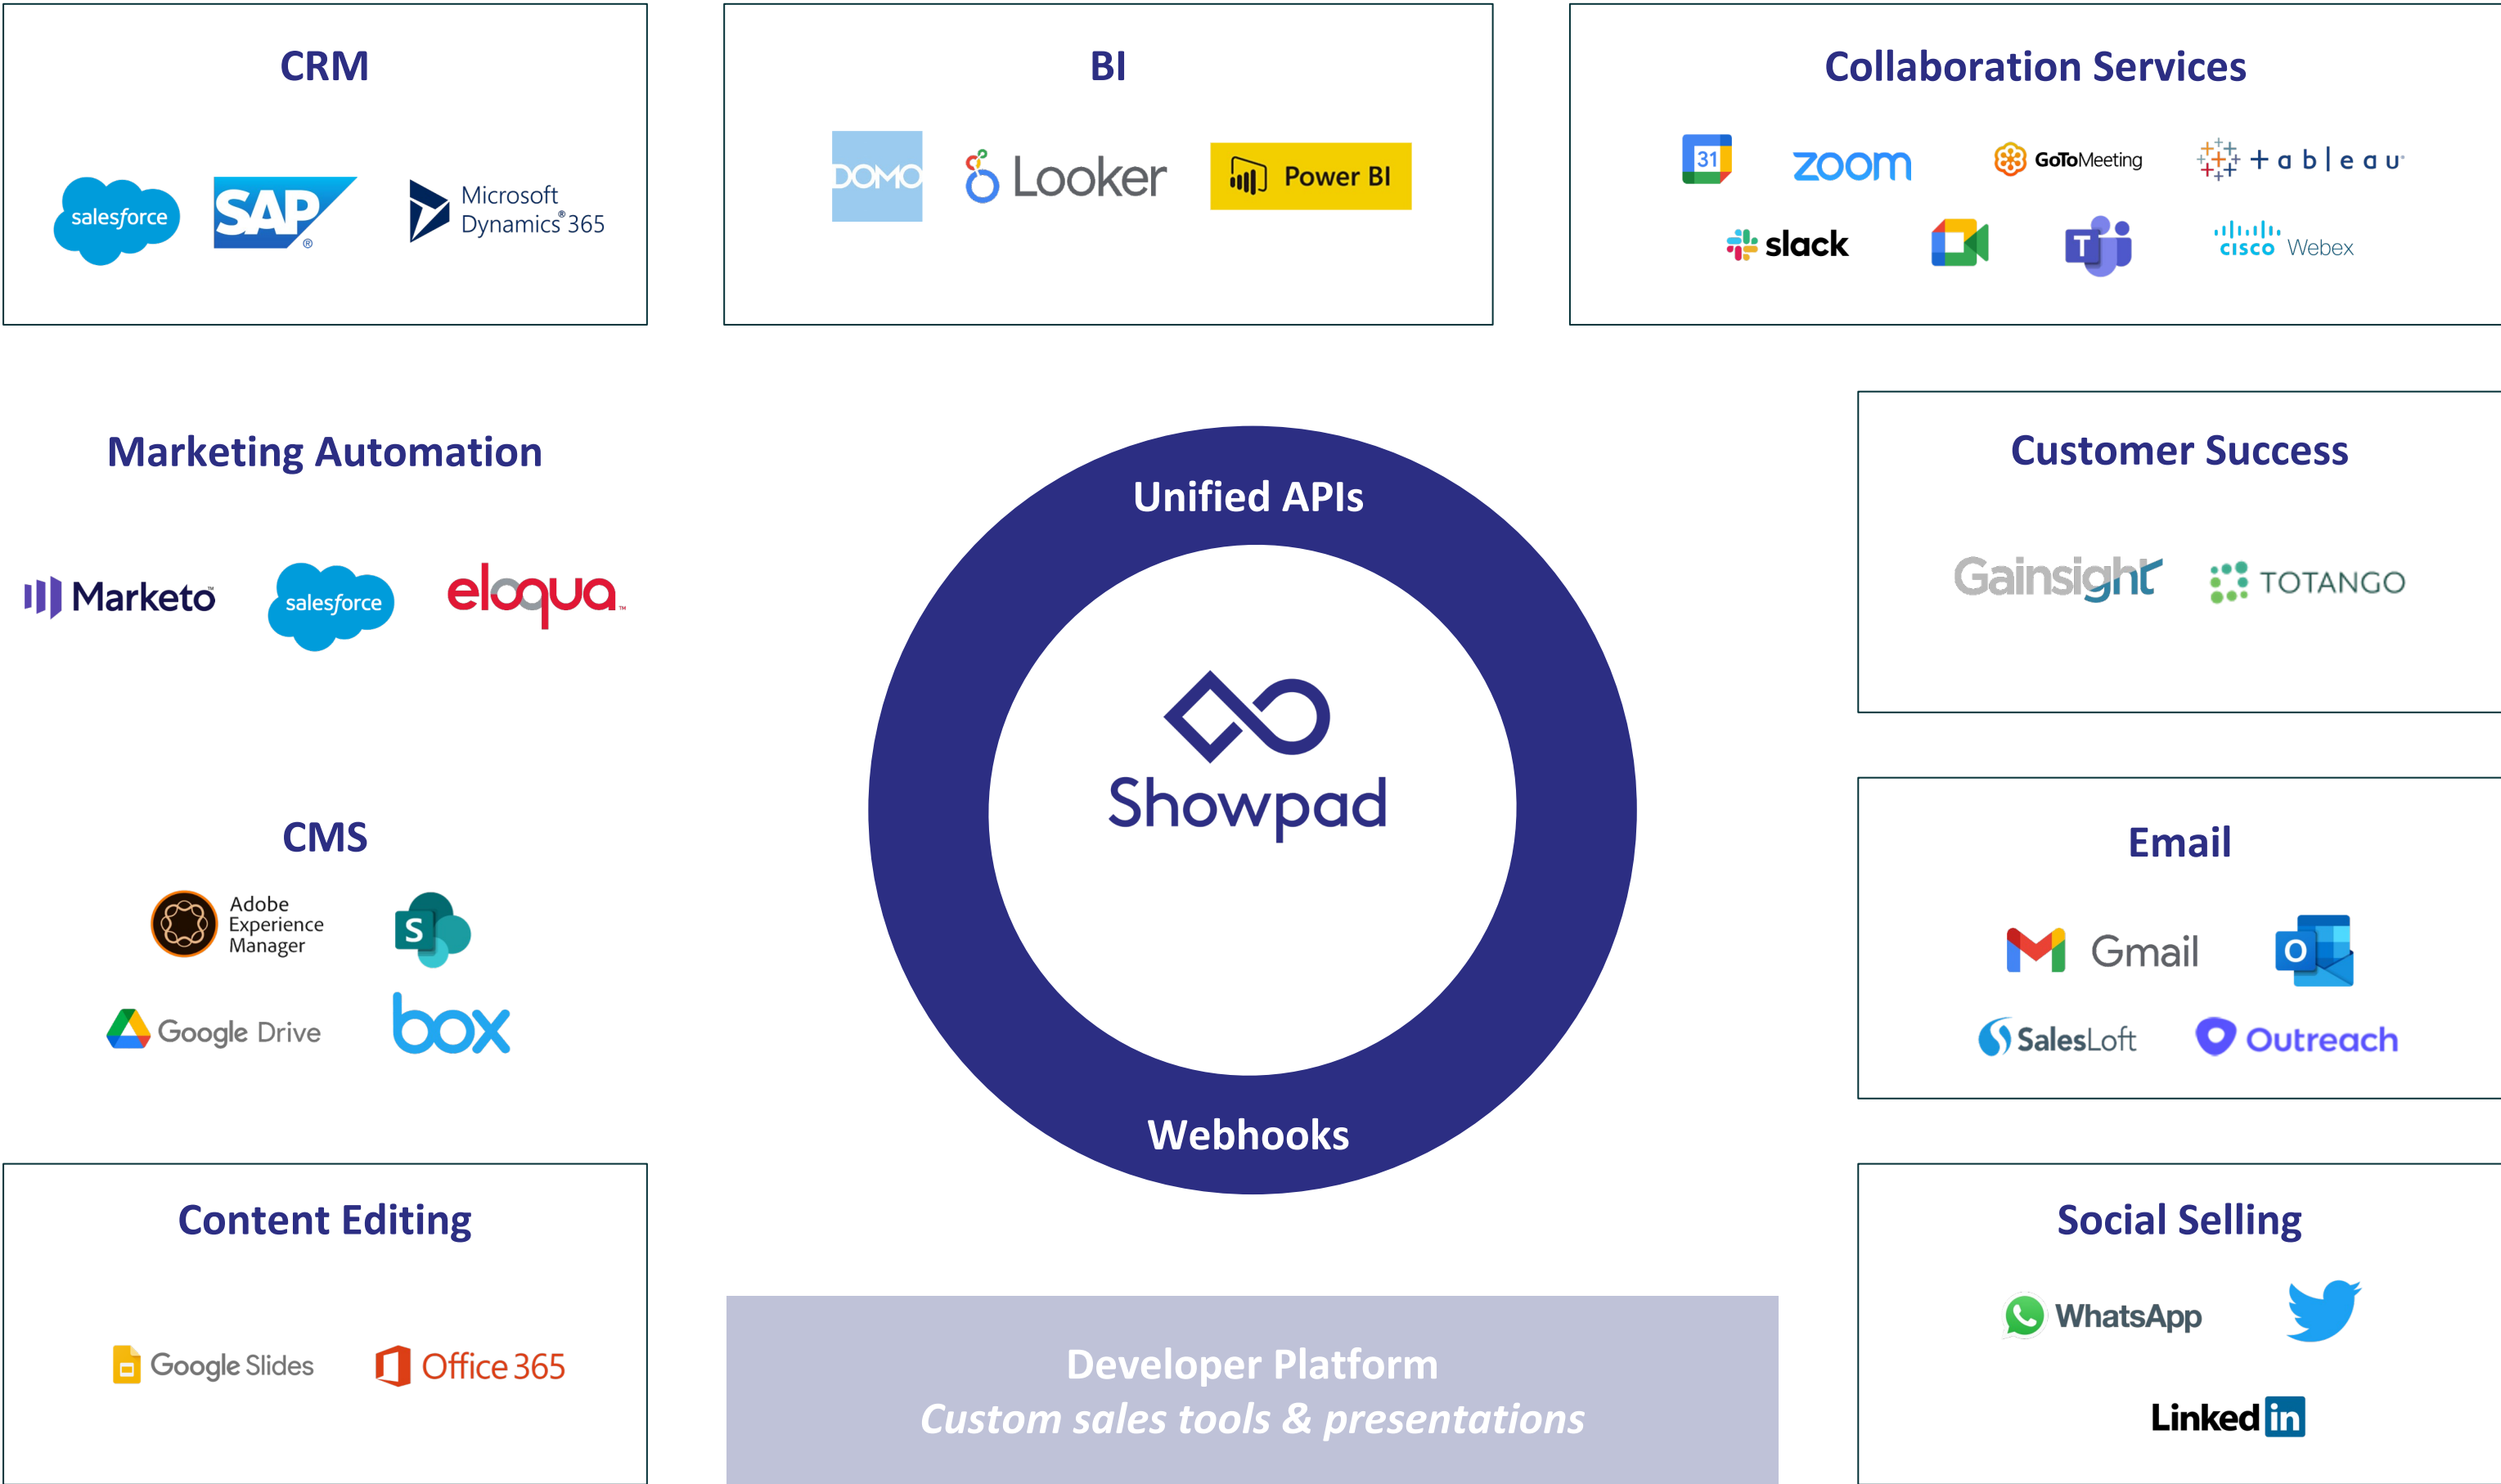 CRM
salesforce
SAP
®
Microsoft
Dynamics® 365
BI
DOMO
Looker
Power BI
Collaboration Services
31
zoom
GoToMeeting
+ableau
slack
T
CISCO Webex
Marketing Automation
Marketo™
salesforce
eloqua™
Unified APIs
Showpad
Webhooks
Customer Success
Gainsight
TOTANGO
CMS
Adobe
Experience
Manager
S
Google Drive
box
Email
Gmail
O
SalesLoft
Outreach
Content Editing
Google Slides
Office 365
Developer Platform
Custom sales tools & presentations
Social Selling
WhatsApp
Linked in